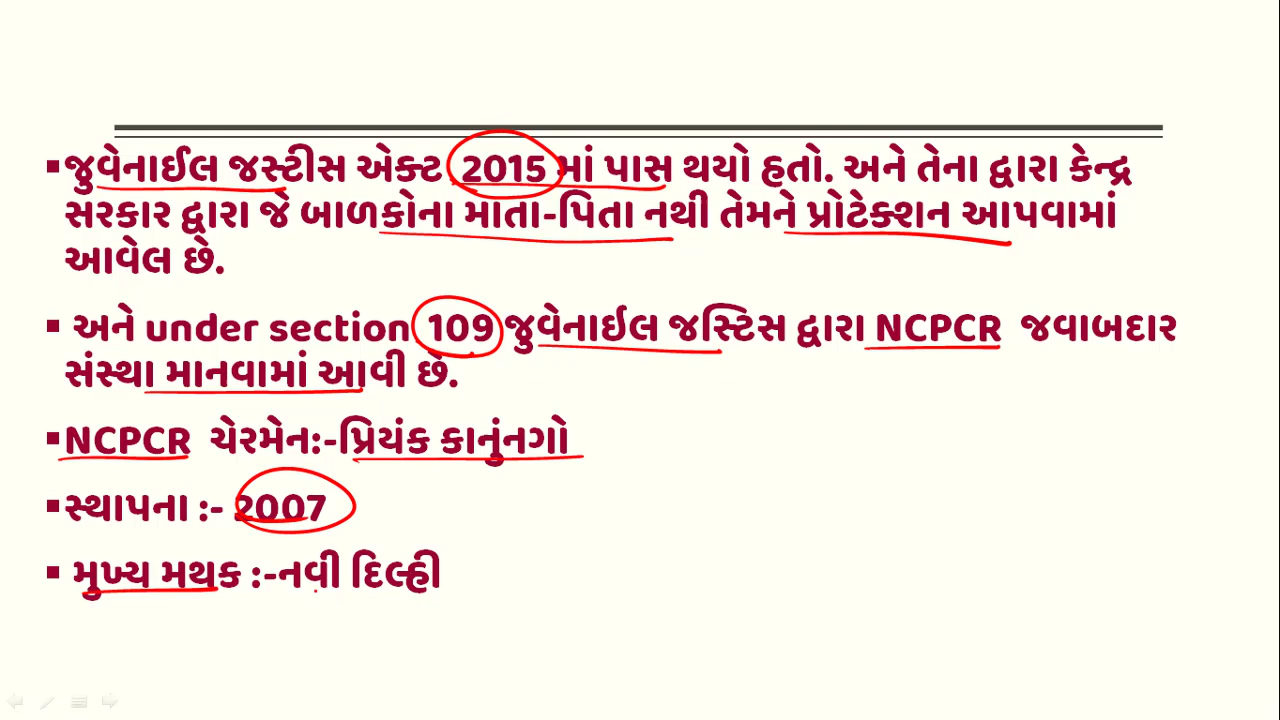 ▪જુવેનાઈલ જસ્ટીસ એક્ટ 2015 માં પાસ થયો હતો. અને તેના દ્વારા કેન્દ્ર
સરકાર દ્વારા જે બાળકોના માતા-પિતા નથી તેમને પ્રોટેક્શન આપવામાં
આવેલ છે.
▪ અને under section 109 જુવેનાઇલ જસ્ટિસ દ્વારા NCPCR જવાબદાર
સંસ્થા માનવામાં આવી છે.
▪NCPCR ચેરમેન:-પ્રિયંક કાનુંનગો
▪સ્થાપના :- 2007
▪ મુખ્ય મથક :-નવી દિલ્હી